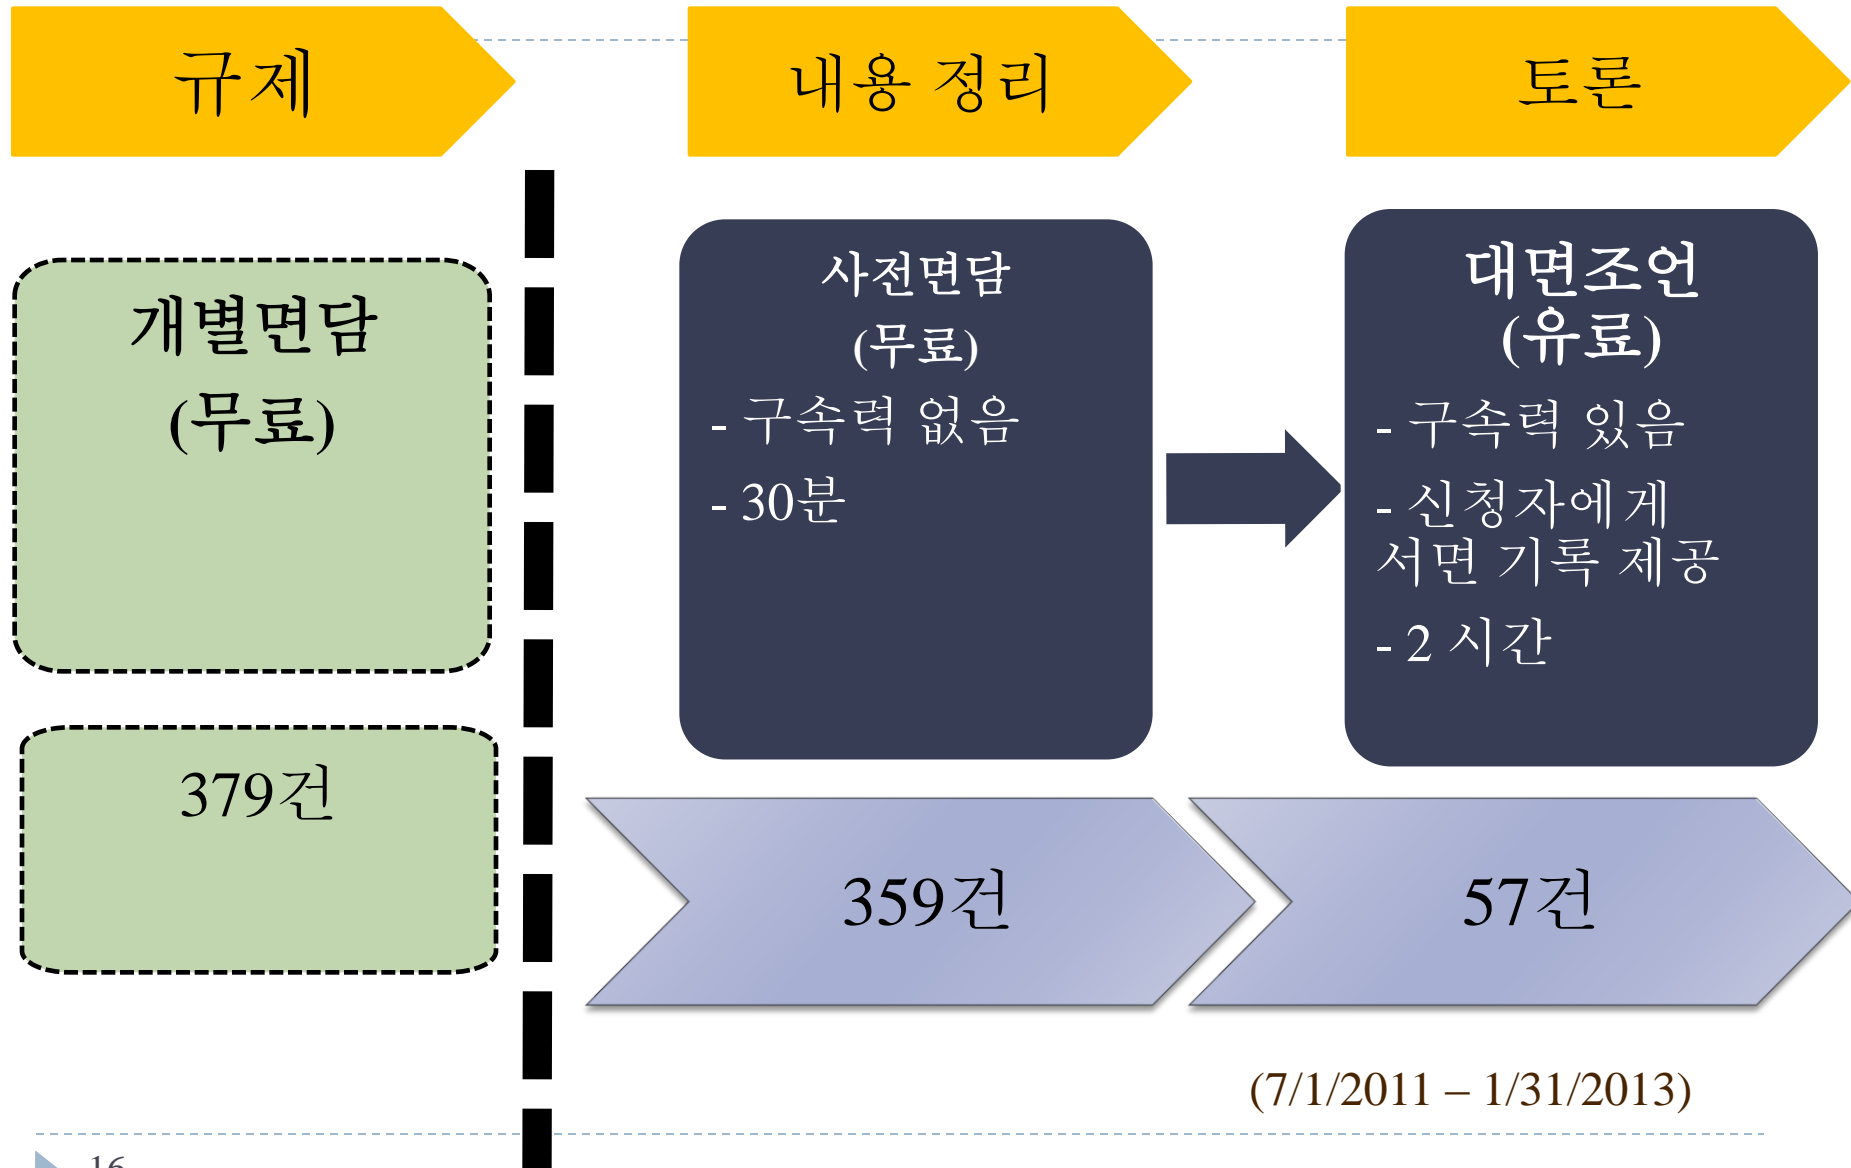 규제
내용 정리
토론
개별면담
(무료)
사전면담
(무료)
- 구속력 없음
- 30분
대면조언
(유료)
- 구속력 있음
- 신청자에게
서면 기록 제공
- 2 시간
379건
359건
57건
(7/1/2011 – 1/31/2013)
16